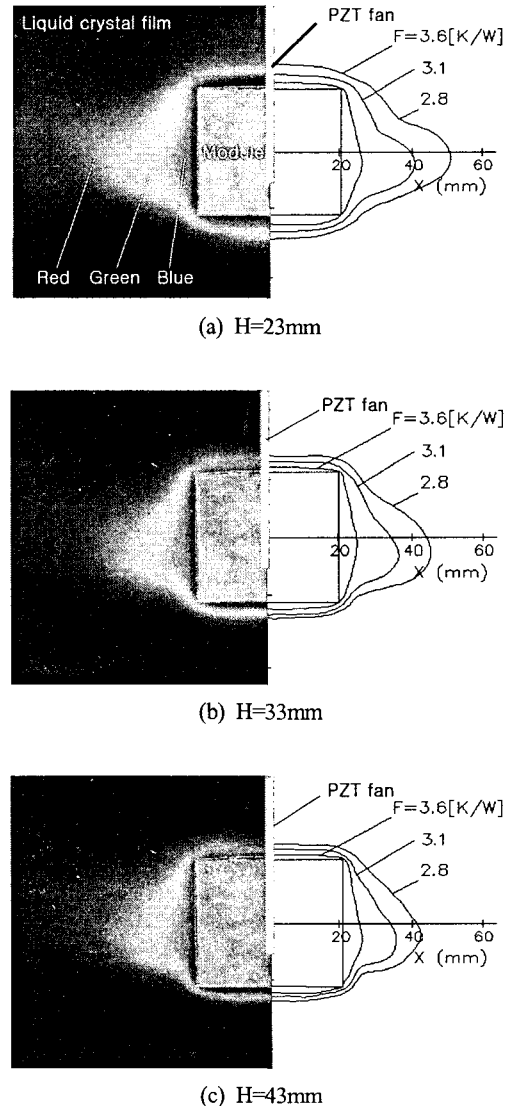 Liquid crystal film
PZT fan
F=3.6[K/W]
3.1
2.8
Module
20 40 60
X (mm)
Red Green Blue
(a) H=23mm
PZT fan
F=3.6[K/W]
3.1
2.8
20 40 60
X (mm)
(b) H=33mm
PZT fan
F=3.6[K/W]
3.1
2.8
20 40 60
X (mm)
(c) H=43mm